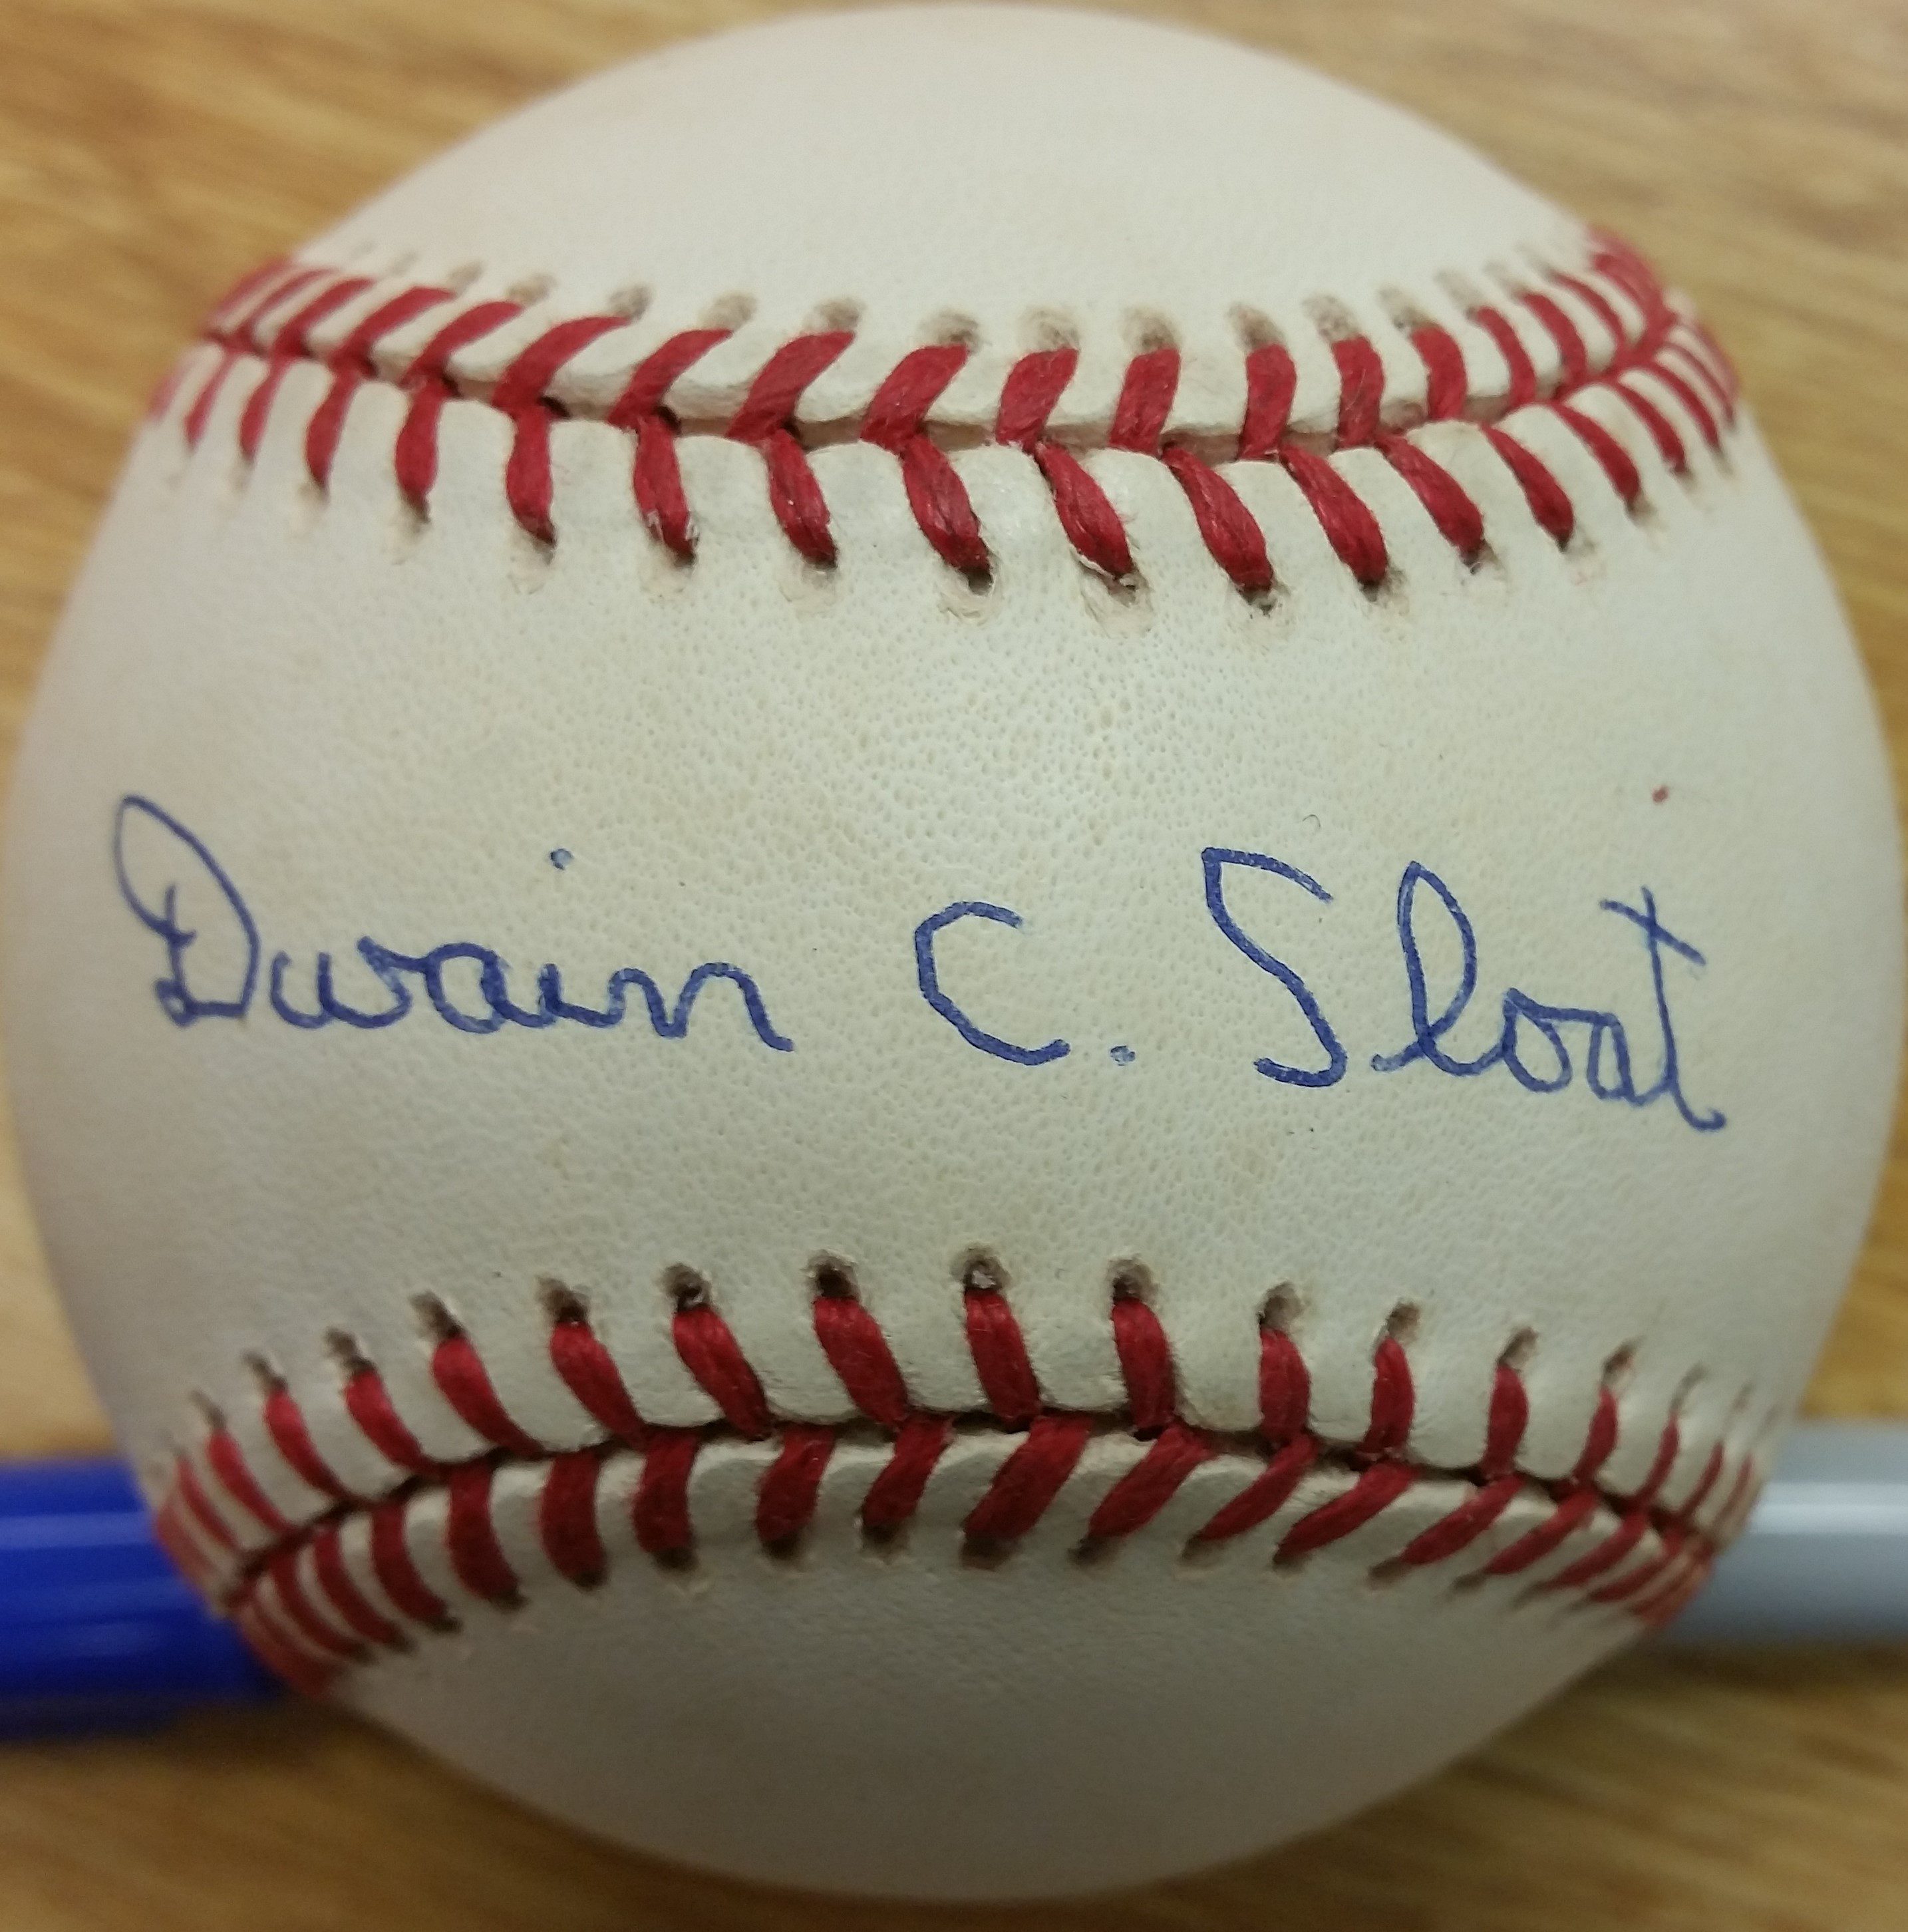 Dwain C. Sloat